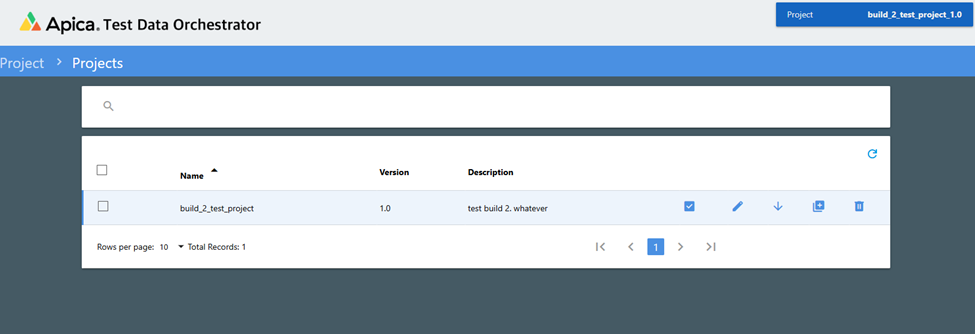 Apica. Test Data Orchestrator
Project build_2_test_project_1.0
Project > Projects
Name Version Description
build_2_test_project 1.0 test build 2. whatever
Rows per page: 10 Total Records: 1 1